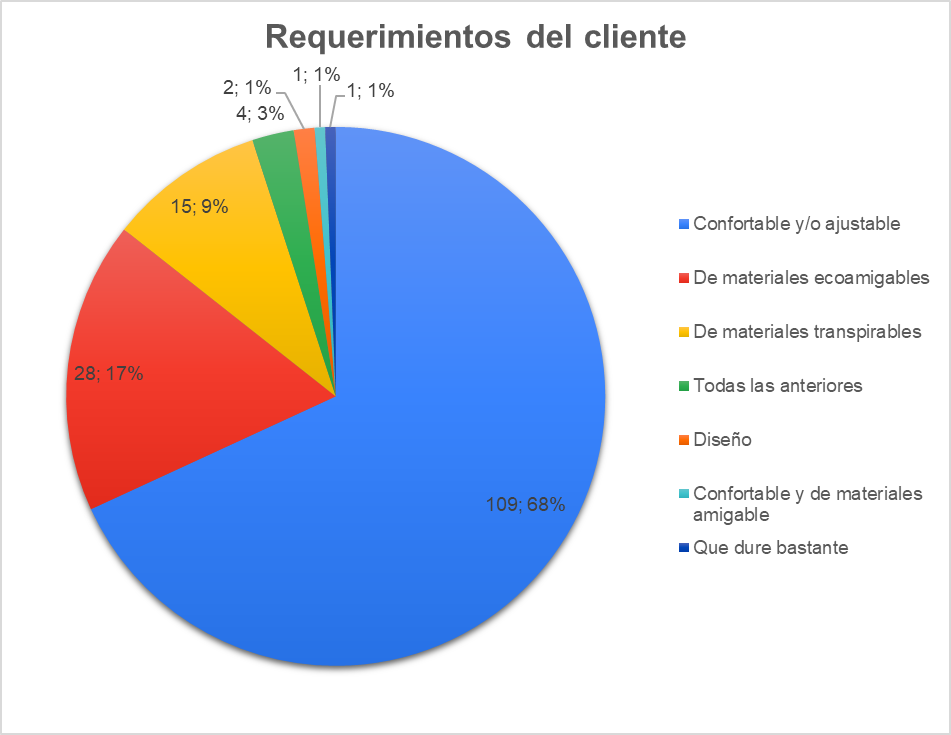 Requerimientos del cliente
1; 1%
2; 1%
1; 1%
4; 3%
15; 9%
28; 17%
109; 68%
Confortable y/o ajustable
De materiales ecoamigables
De materiales transpirables
Todas las anteriores
Diseño
Confortable y de materiales
amigable
Que dure bastante